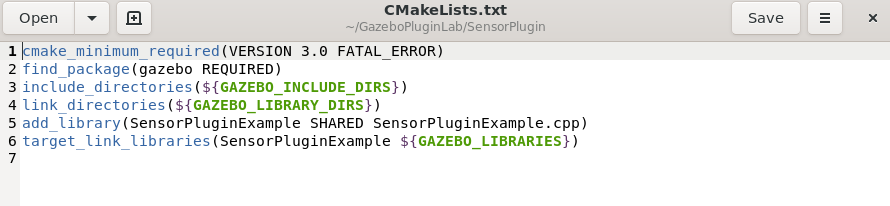 CMakeLists.txt
Open
~/GazeboPluginLab/SensorPlugin
Save
1 cmake_minimum_required(VERSION 3.0 FATAL_ERROR)
2 find_package(gazebo REQUIRED)
3 include_directories(${GAZEBO_INCLUDE_DIRS})
4 link_directories(${GAZEBO_LIBRARY_DIRS})
5 add_library(SensorPluginExample SHARED SensorPluginExample.cpp)
6 target_link_libraries(SensorPluginExample ${GAZEBO_LIBRARIES})
7